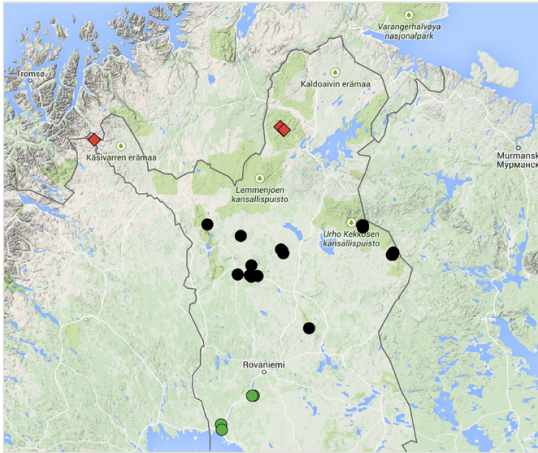 Varangerhalvøya
nasjonalpark
Tromsø
Kaldoaivin erämaa
Käsivarren erämaa
Murmansk
Мурманск
Lemmenjoen
kansallispuisto
Urho Kekkosen
kansallispuisto
Rovaniemi